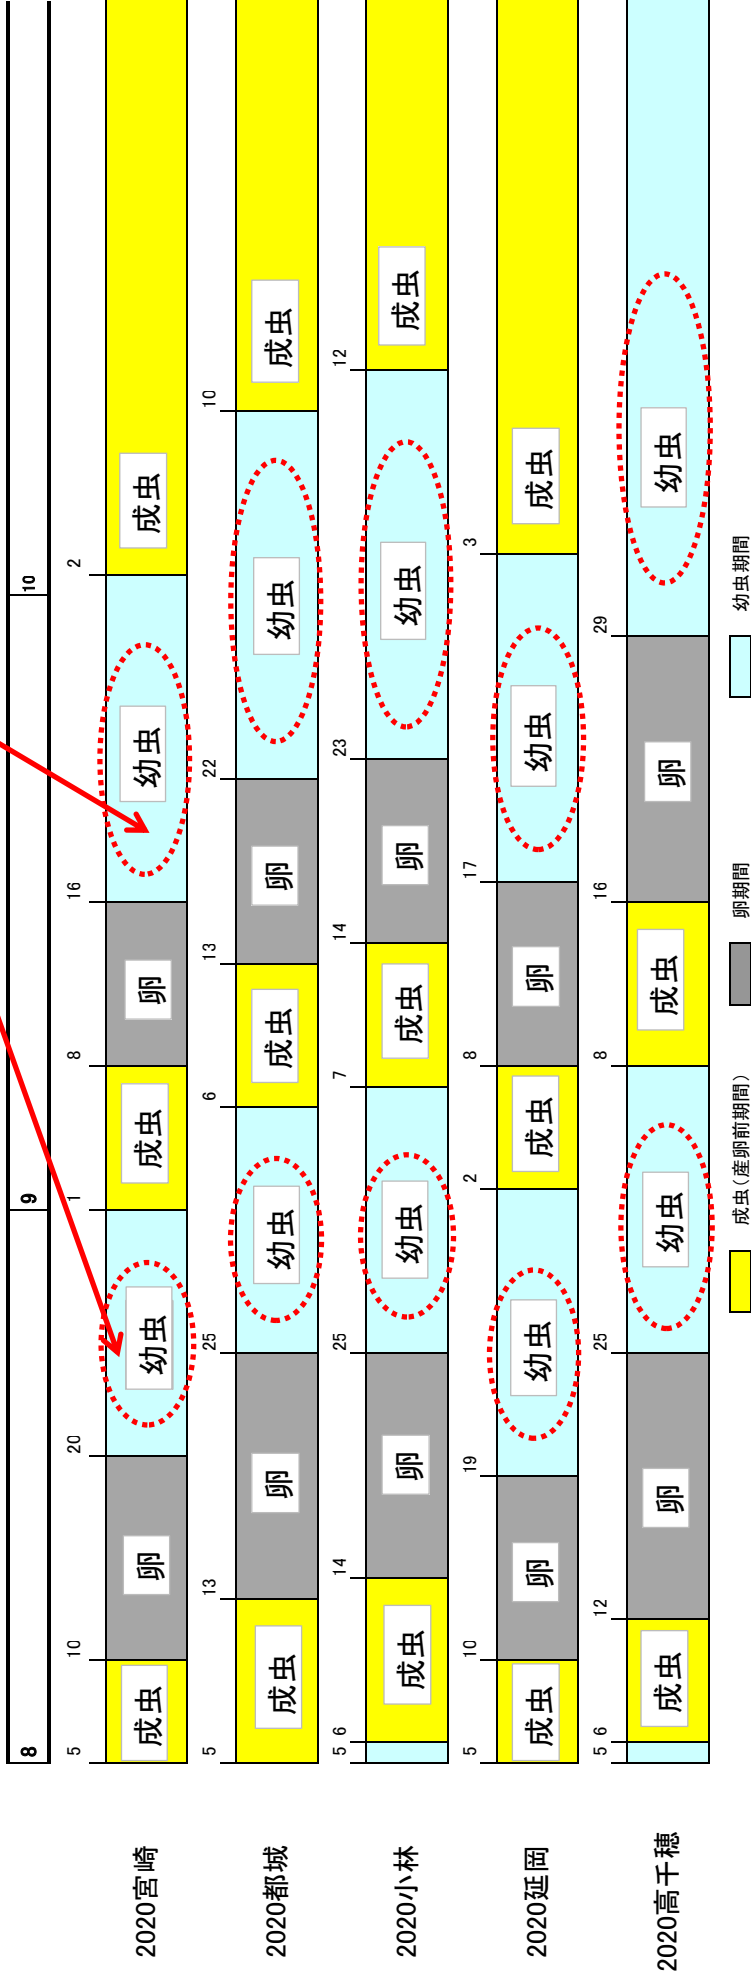 8 9 10
2020宮崎
5 10 20 1 8 16 2
成虫 卵 幼虫 成虫 卵 幼虫 成虫
2020都城
5 13 25 6 13 22 10
成虫 卵 幼虫 成虫 卵 幼虫 成虫
2020小林
5 6 14 25 7 14 23 12
成虫 卵 幼虫 成虫 卵 幼虫 成虫
2020延岡
5 10 19 2 8 17 3
成虫 卵 幼虫 成虫 卵 幼虫 成虫
2020高千穂
5 6 12 25 8 16 29
成虫 卵 幼虫 成虫 卵 幼虫
成虫(産卵前期間) 卵期間 幼虫期間